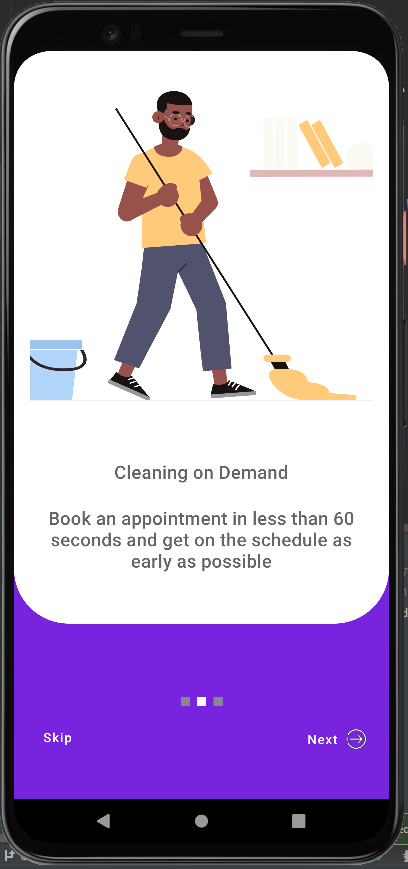 Cleaning on Demand
Book an appointment in less than 60
seconds and get on the schedule as
early as possible
Skip
Next